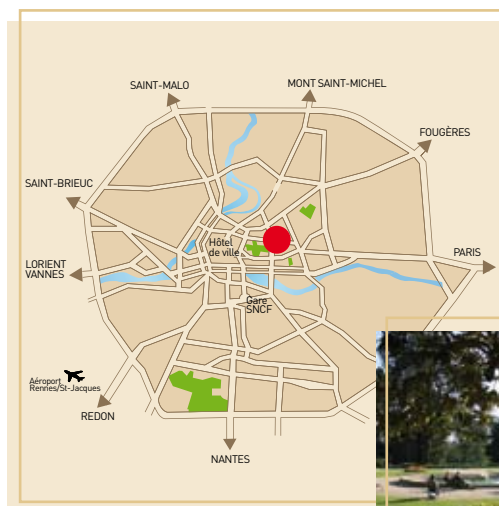 SAINT-MALO
MONT SAINT-MICHEL
FOUGÈRES
SAINT-BRIEUC
Hôtel
de ville
PARIS
LORIENT
VANNES
Gare
SNCF
Aéroport
Rennes/St-Jacques
REDON
NANTES